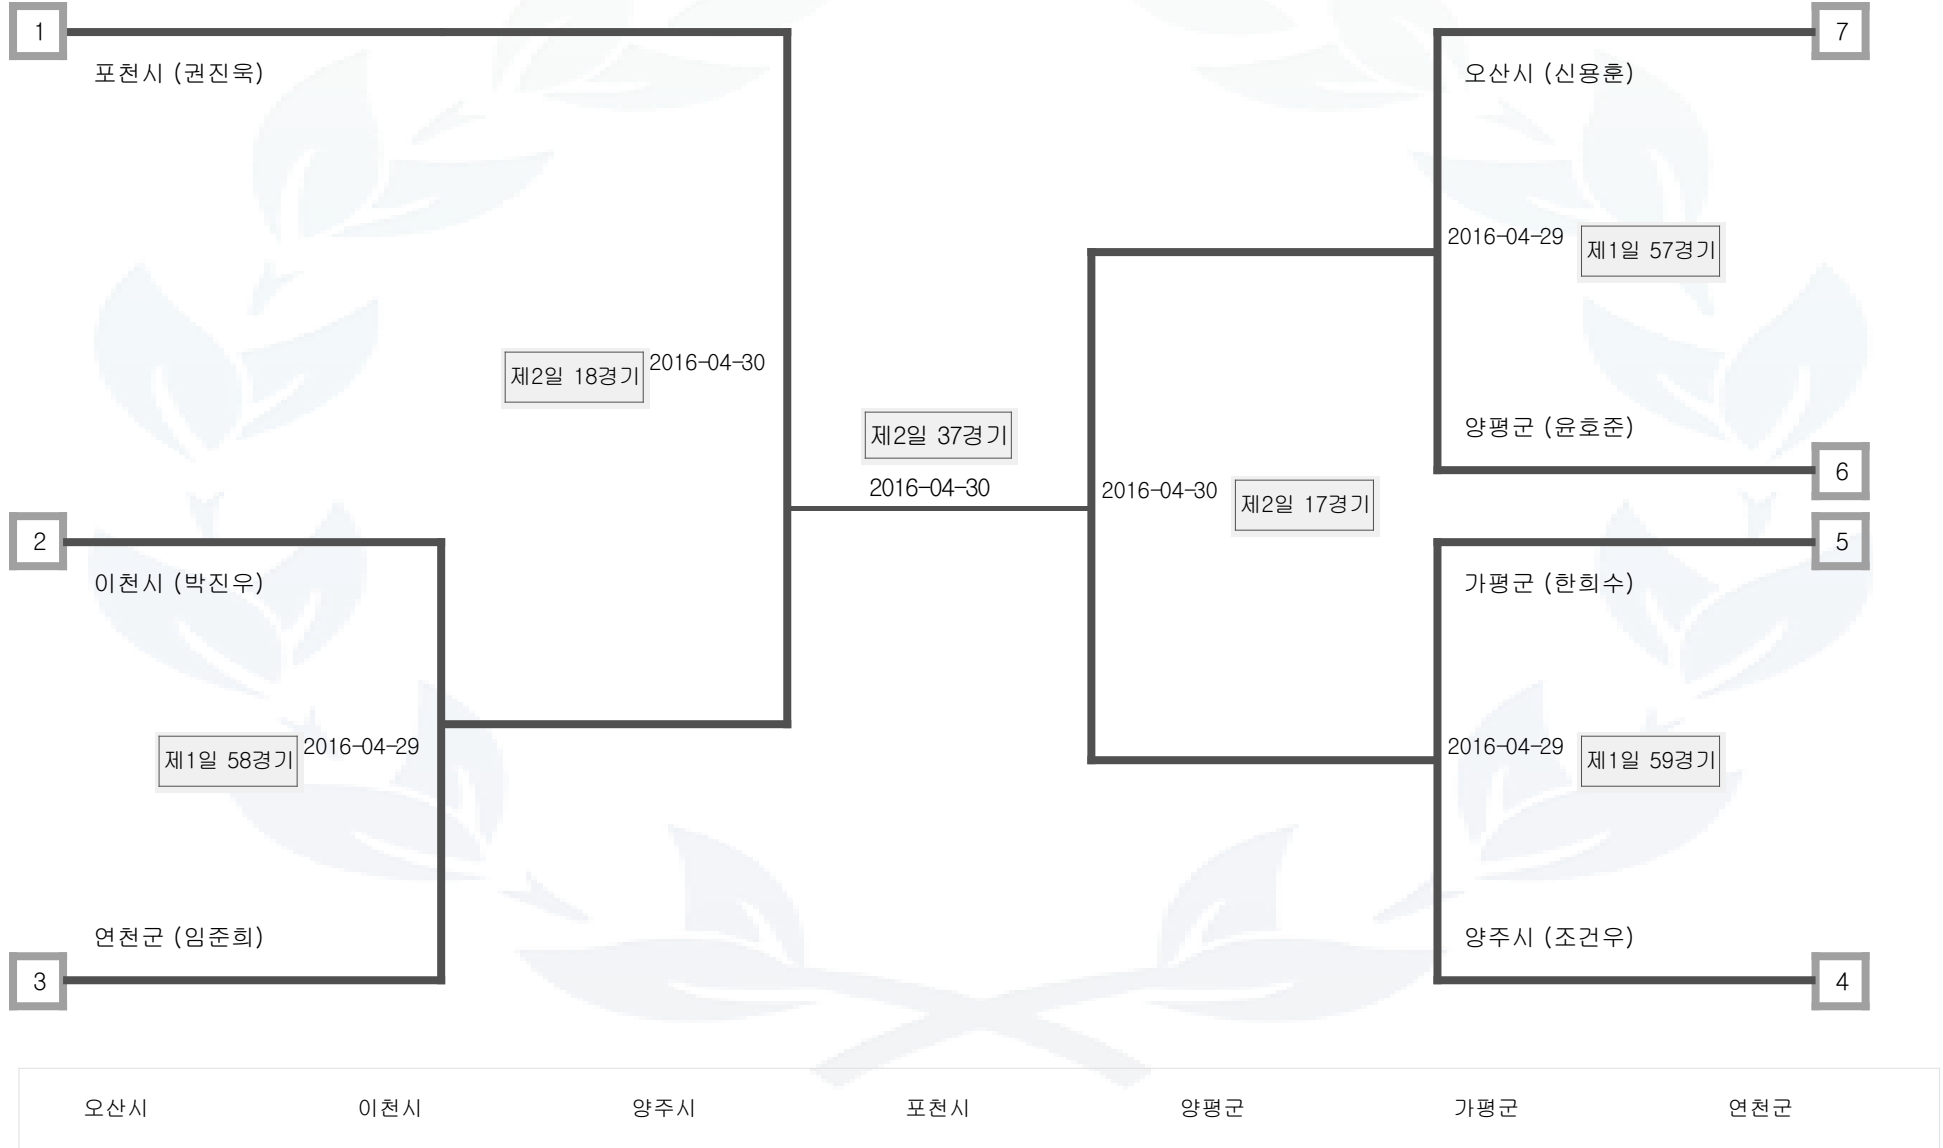 1
포천시 (권진욱)
제2일 18경기
2016-04-30
2
이천시 (박진우)
제1일 58경기
2016-04-29
연천군 (임준희)
3
제2일 37경기
2016-04-30
7
오산시 (신용훈)
2016-04-29
제1일 57경기
양평군 (윤호준)
6
2016-04-30
제2일 17경기
5
가평군 (한희수)
2016-04-29
제1일 59경기
양주시 (조건우)
4
오산시 이천시 양주시 포천시 양평군 가평군 연천군